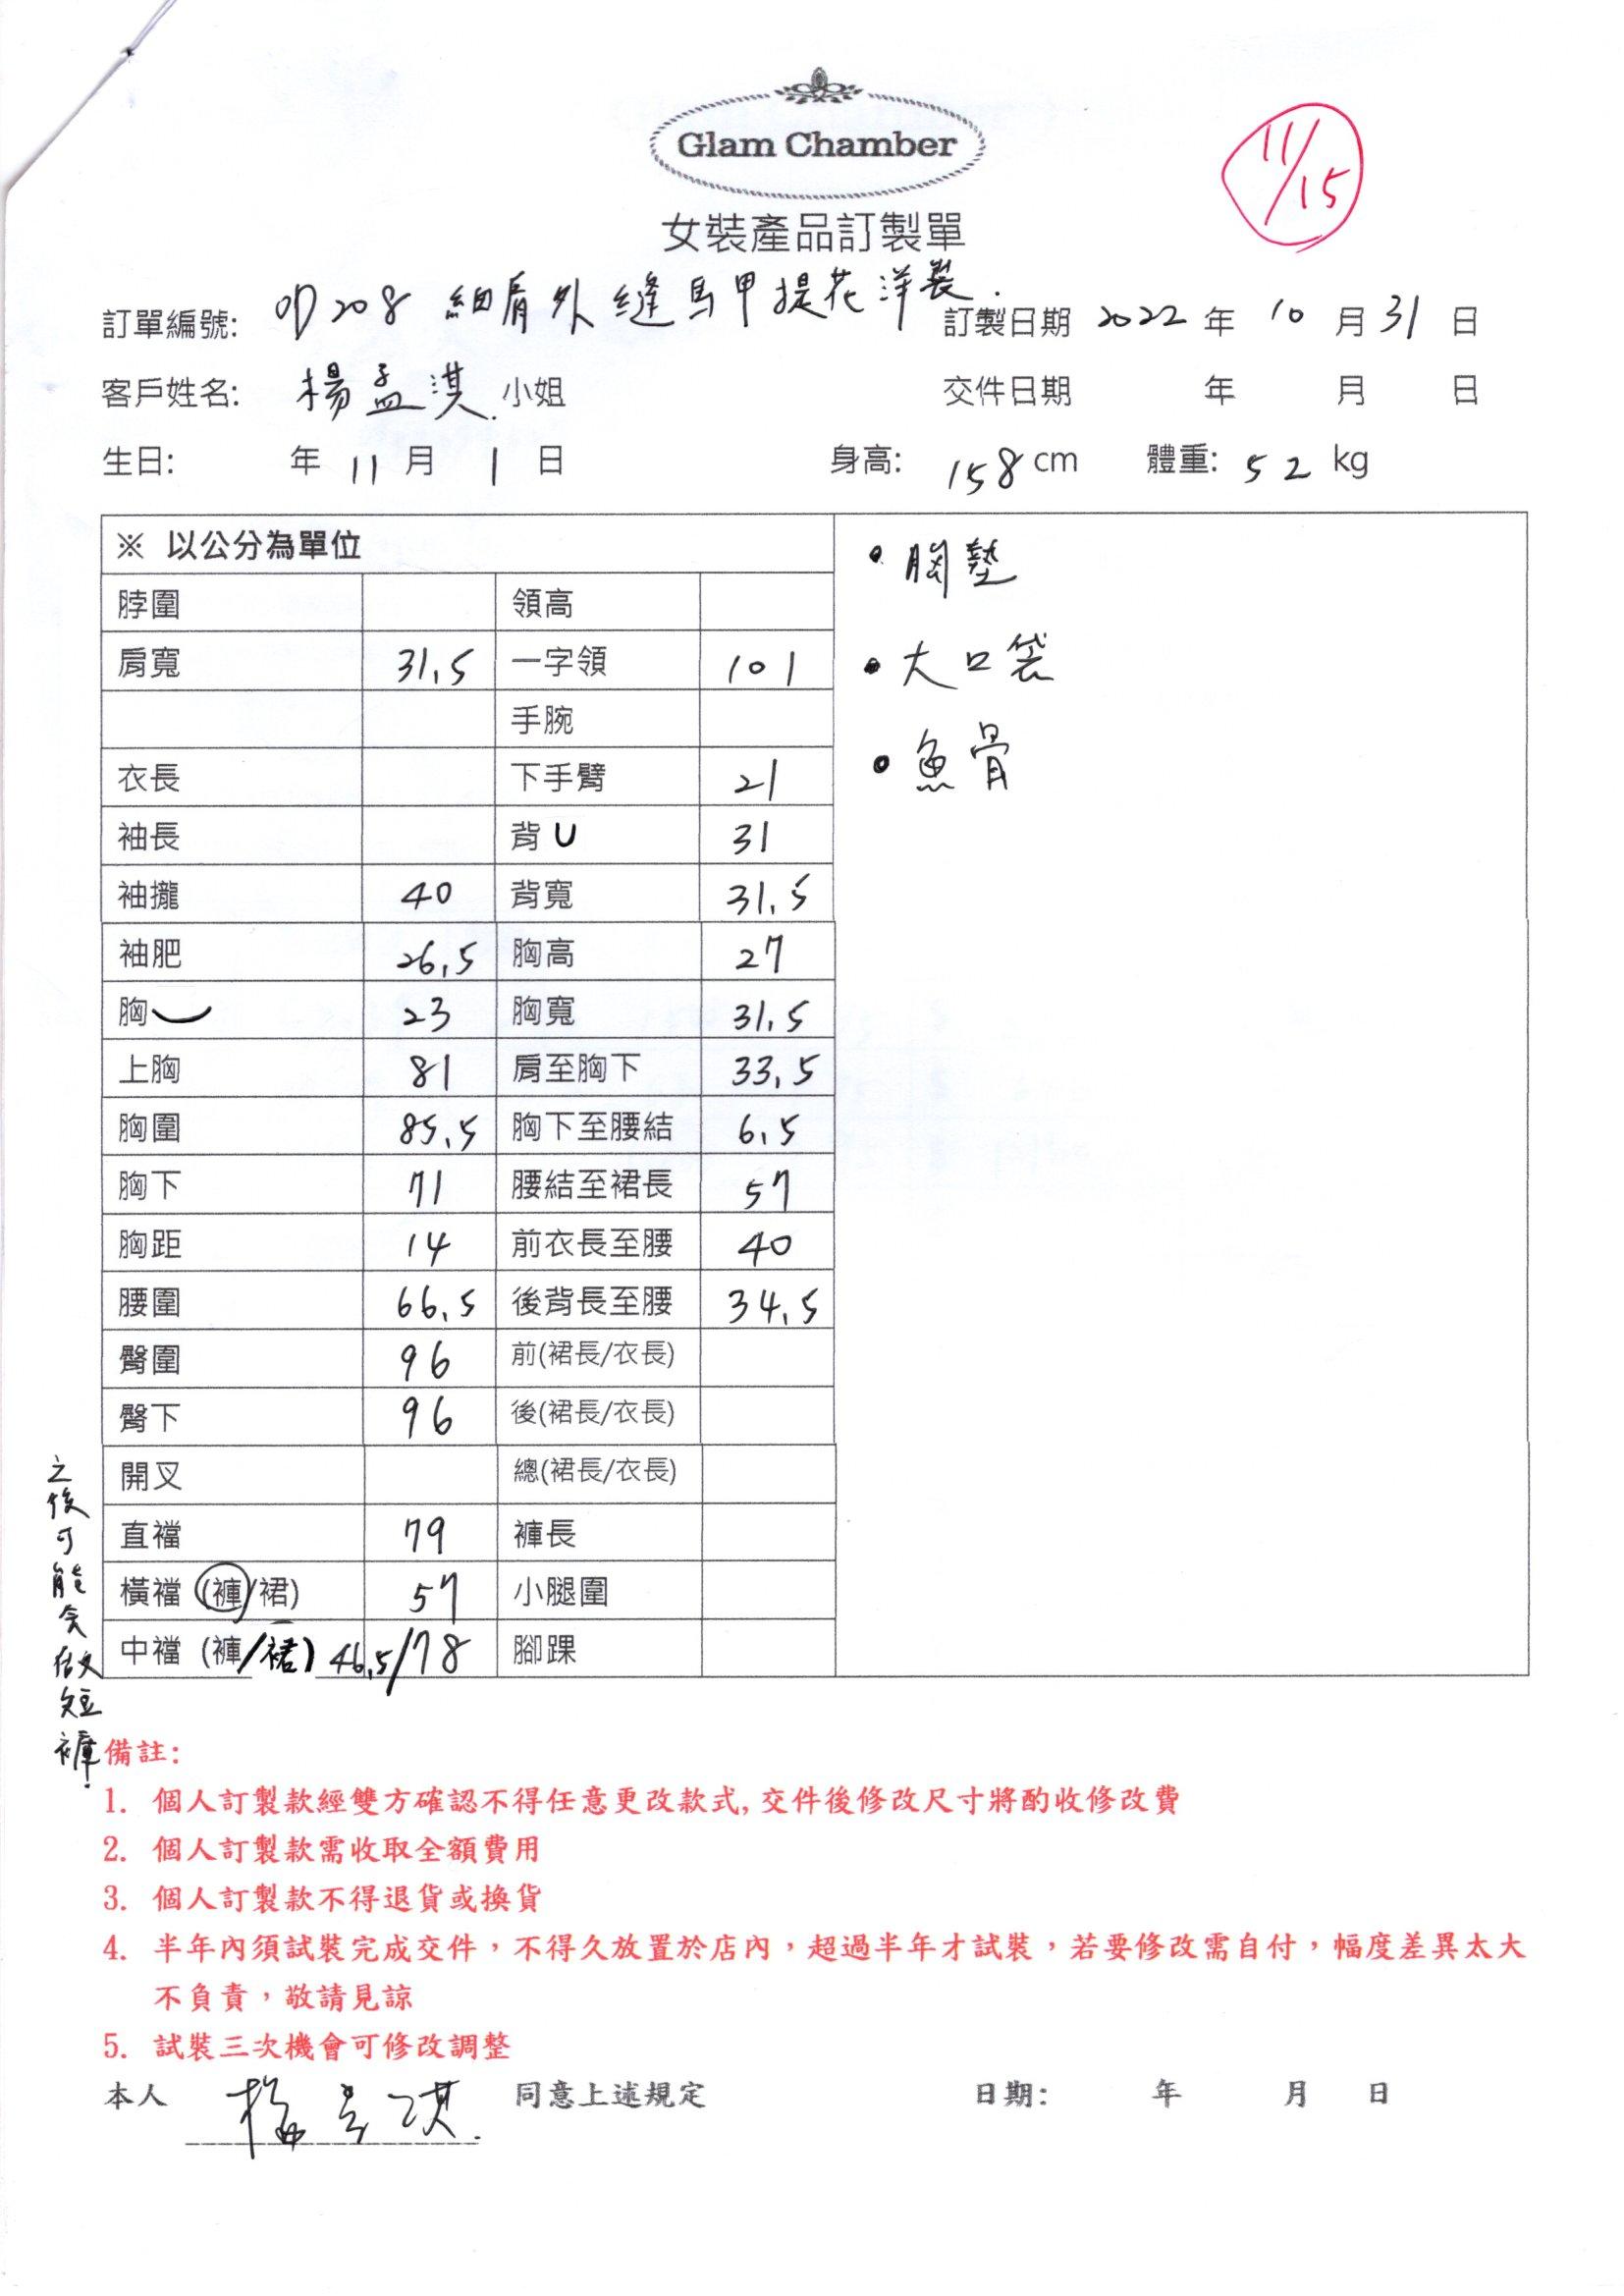 Glam Chamber
11/15
女裝產品訂製單
訂單編號: 208 細肩外縫馬甲提花洋裝. 訂製日期 2022 年 10 月 31 日
客戶姓名: 楊孟淇. 小姐 交件日期 年 月 日
生日: 年 11 月 1 日 身高: 158 cm 體重: 52 kg
※ 以公分為單位
• 胸墊
• 大口袋
• 魚骨
脖圍 領高
肩寬 31.5 一字領 101
手腕
衣長 下手臂 21
袖長 背U 31
袖攏 40 背寬 31.5
袖肥 26.5 胸高 27
胸 23 胸寬 31.5
上胸 81 肩至胸下 33.5
胸圍 85.5 胸下至腰結 6.5
胸下 71 腰結至裙長 57
胸距 14 前衣長至腰 40
腰圍 66.5 後背長至腰 34.5
臀圍 96 前(裙長/衣長)
臀下 96 後(裙長/衣長)
開叉 總(裙長/衣長)
直襠 79 褲長
橫襠 (褲/裙) 57 小腿圍
中襠 (褲/裙) 46.5/78 腳踝
之後可能會做短褲!
備註:
1. 個人訂製款經雙方確認不得任意更改款式, 交件後修改尺寸將酌收修改費
2. 個人訂製款需收取全額費用
3. 個人訂製款不得退貨或換貨
4. 半年內須試裝完成交件，不得久放置於店內，超過半年才試裝，若要修改需自付，幅度差異太大
不負責，敬請見諒
5. 試裝三次機會可修改調整
本人 楊孟淇. 同意上述規定 日期: 年 月 日